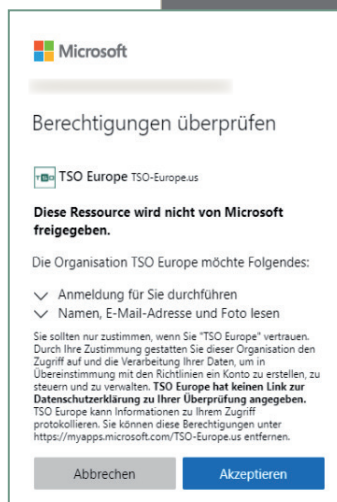 Microsoft
Berechtigungen überprüfen
TSO TSO Europe TSO-Europe.us
Diese Ressource wird nicht von Microsoft
freigegeben.
Die Organisation TSO Europe möchte Folgendes:
Anmeldung für Sie durchführen
Namen, E-Mail-Adresse und Foto lesen
Sie sollten nur zustimmen, wenn Sie "TSO Europe" vertrauen.
Durch Ihre Zustimmung gestatten Sie dieser Organisation den
Zugriff auf und die Verarbeitung Ihrer Daten, um in
Übereinstimmung mit den Richtlinien ein Konto zu erstellen, zu
steuern und zu verwalten. TSO Europe hat keinen Link zur
Datenschutzerklärung zu Ihrer Überprüfung angegeben.
TSO Europe kann Informationen zu Ihrem Zugriff
protokollieren. Sie können diese Berechtigungen unter
https://myapps.microsoft.com/TSO-Europe.us entfernen.
Abbrechen Akzeptieren